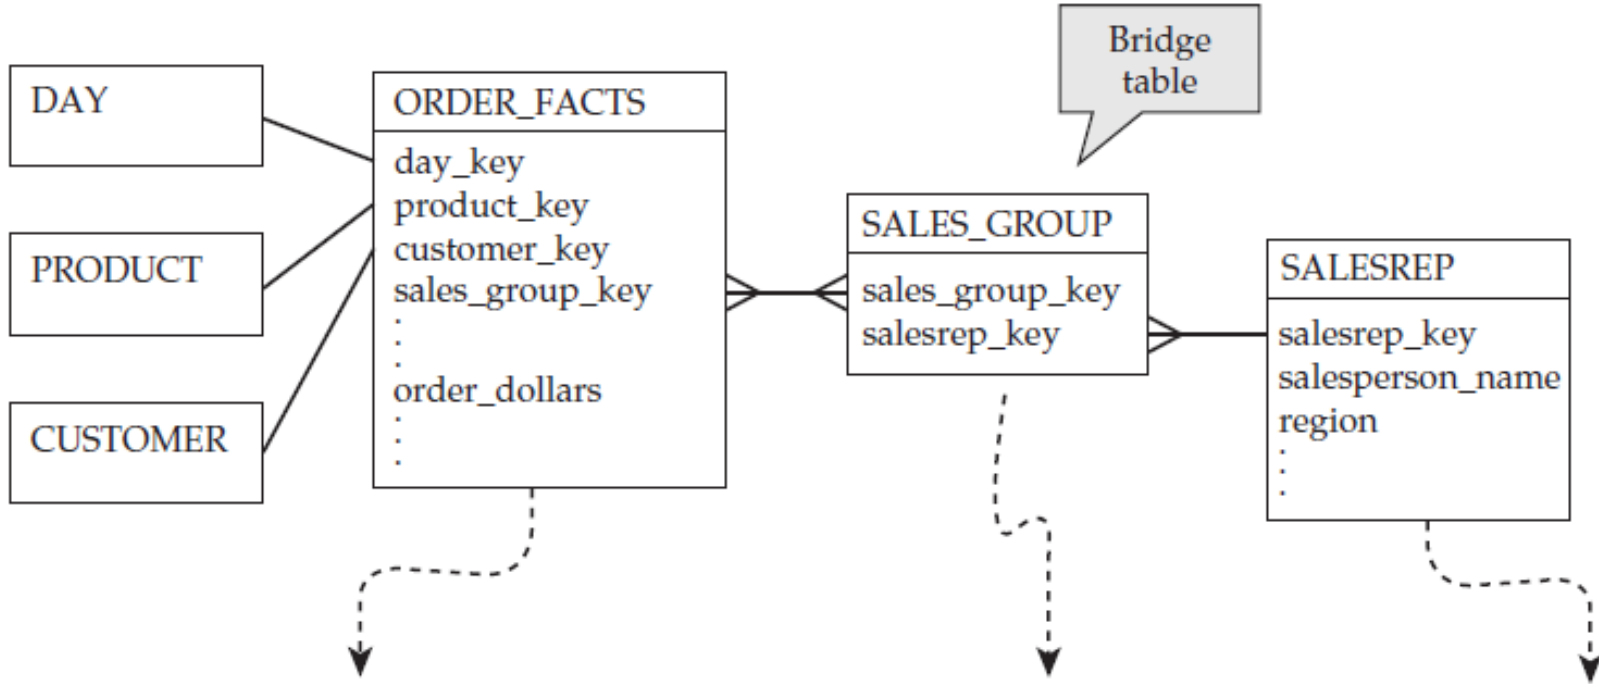 Bridge
table
DAY
PRODUCT
CUSTOMER
ORDER_FACTS
day_key
product_key
customer_key
sales_group_key
.
.
.
order_dollars
.
.
.
SALES_GROUP
sales_group_key
salesrep_key
SALESREP
salesrep_key
salesperson_name
region
.
.
.